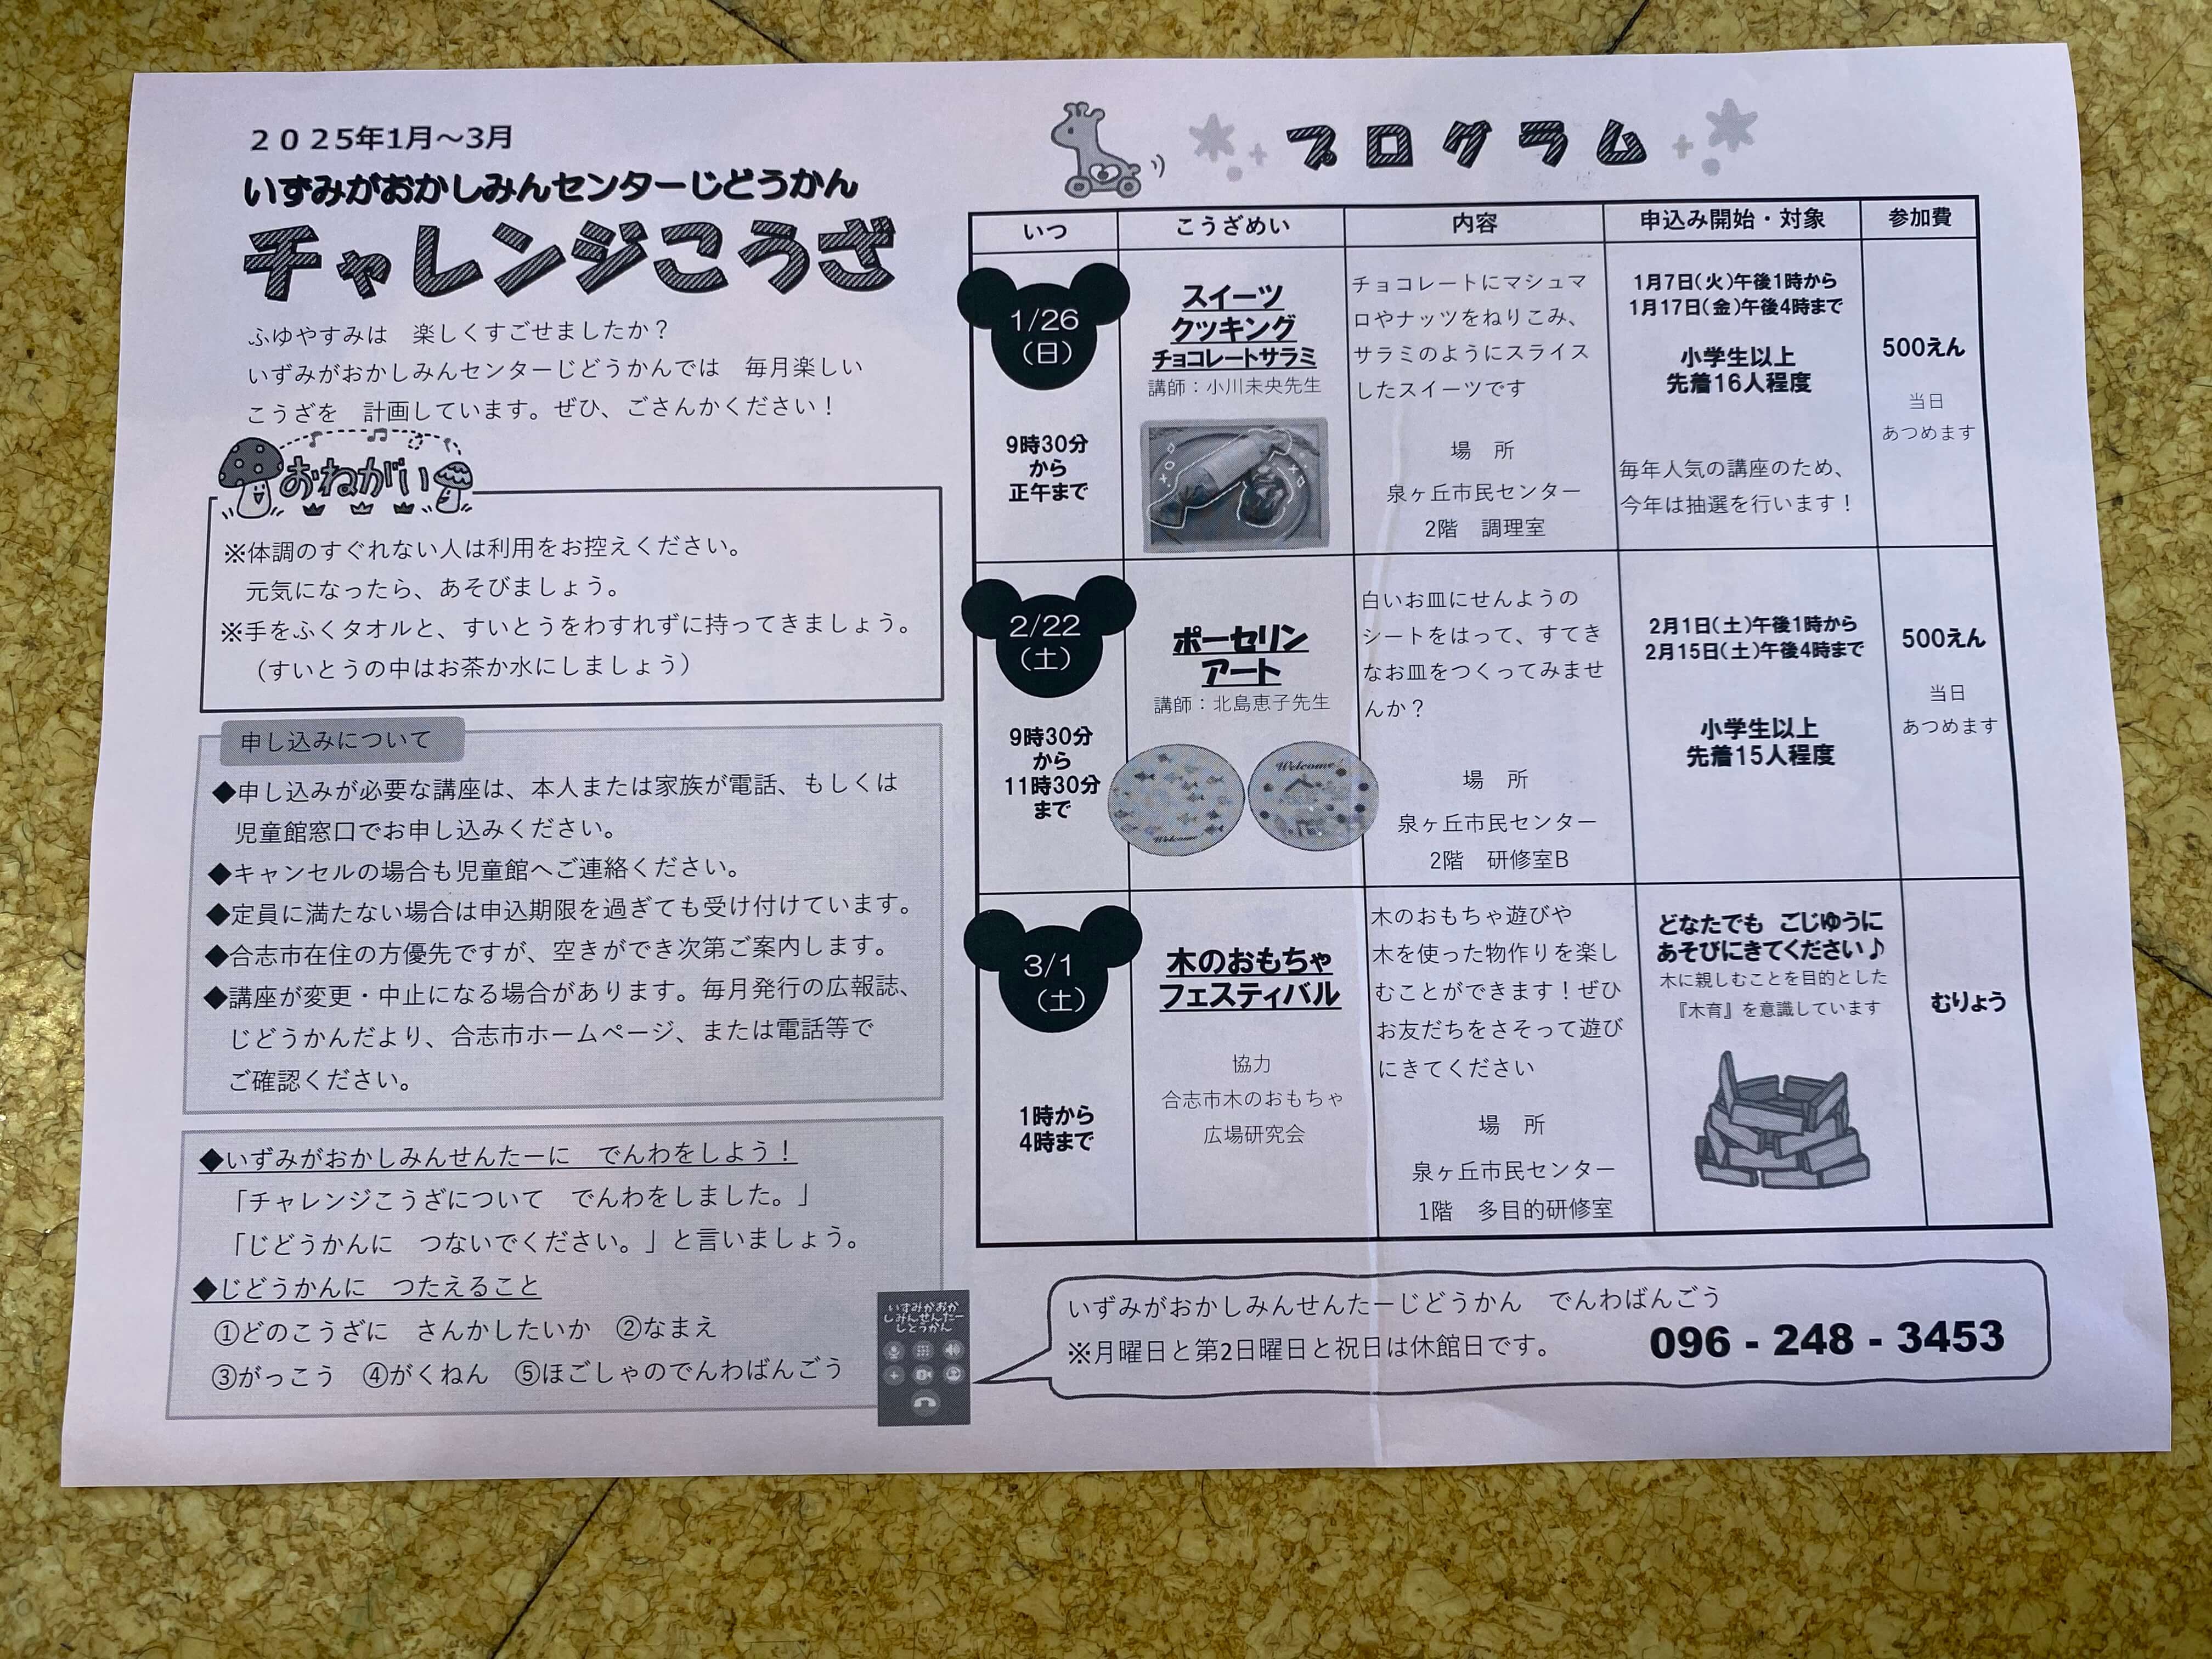 ２０２５年1月～3月
いずみがおかしみんセンターじどうかん
チャレンジこうざ
ふゆやすみは　楽しくすごせましたか？
いずみがおかしみんセンターじどうかんでは　毎月楽しい
こうざを　計画しています。ぜひ、ごさんかください！
おねがい
※体調のすぐれない人は利用をお控えください。
元気になったら、あそびましょう。
※手をふくタオルと、すいとうをわすれずに持ってきましょう。
（すいとうの中はお茶か水にしましょう）
申し込みについて
◆申し込みが必要な講座は、本人または家族が電話、もしくは
児童館窓口でお申し込みください。
◆キャンセルの場合も児童館へご連絡ください。
◆定員に満たない場合は申込期限を過ぎても受け付けています。
◆合志市在住の方優先ですが、空きができ次第ご案内します。
◆講座が変更・中止になる場合があります。毎月発行の広報誌、
じどうかんだより、合志市ホームページ、または電話等で
ご確認ください。
◆いずみがおかしみんせんたーに　でんわをしよう！
「チャレンジこうざについて　でんわをしました。」
「じどうかんに　つないでください。」と言いましょう。
◆じどうかんに　つたえること
①どのこうざに　さんかしたいか　②なまえ
③がっこう　④がくねん　⑤ほごしゃのでんわばんごう
いずみがおか
しみんせんたー
じどうかん
プログラム
いつ
こうざめい
内容
申込み開始・対象
参加費
1/26
（日）
9時30分
から
正午まで
スイーツ
クッキング
チョコレートサラミ
講師：小川未央先生
チョコレートにマシュマ
ロやナッツをねりこみ、
サラミのようにスライス
したスイーツです
場　所
泉ヶ丘市民センター
2階　調理室
1月7日（火）午後1時から
1月17日（金）午後4時まで
小学生以上
先着16人程度
毎年人気の講座のため、
今年は抽選を行います！
500えん
当日
あつめます
2/22
（土）
9時30分
から
11時30分
まで
ポーセリン
アート
講師：北島恵子先生
Welcome
Welcome
白いお皿にせんようの
シートをはって、すてき
なお皿をつくってみませ
んか？
場　所
泉ヶ丘市民センター
2階　研修室B
2月1日（土）午後1時から
2月15日（土）午後4時まで
小学生以上
先着15人程度
500えん
当日
あつめます
3/1
（土）
1時から
4時まで
木のおもちゃ
フェスティバル
協力
合志市木のおもちゃ
広場研究会
木のおもちゃ遊びや
木を使った物作りを楽し
むことができます！ぜひ
お友だちをさそって遊び
にきてください
場　所
泉ヶ丘市民センター
1階　多目的研修室
どなたでも　ごじゆうに
あそびにきてください♪
木に親しむことを目的とした
『木育』を意識しています
むりょう
いずみがおかしみんせんたーじどうかん　でんわばんごう
※月曜日と第2日曜日と祝日は休館日です。
096 - 248 - 3453